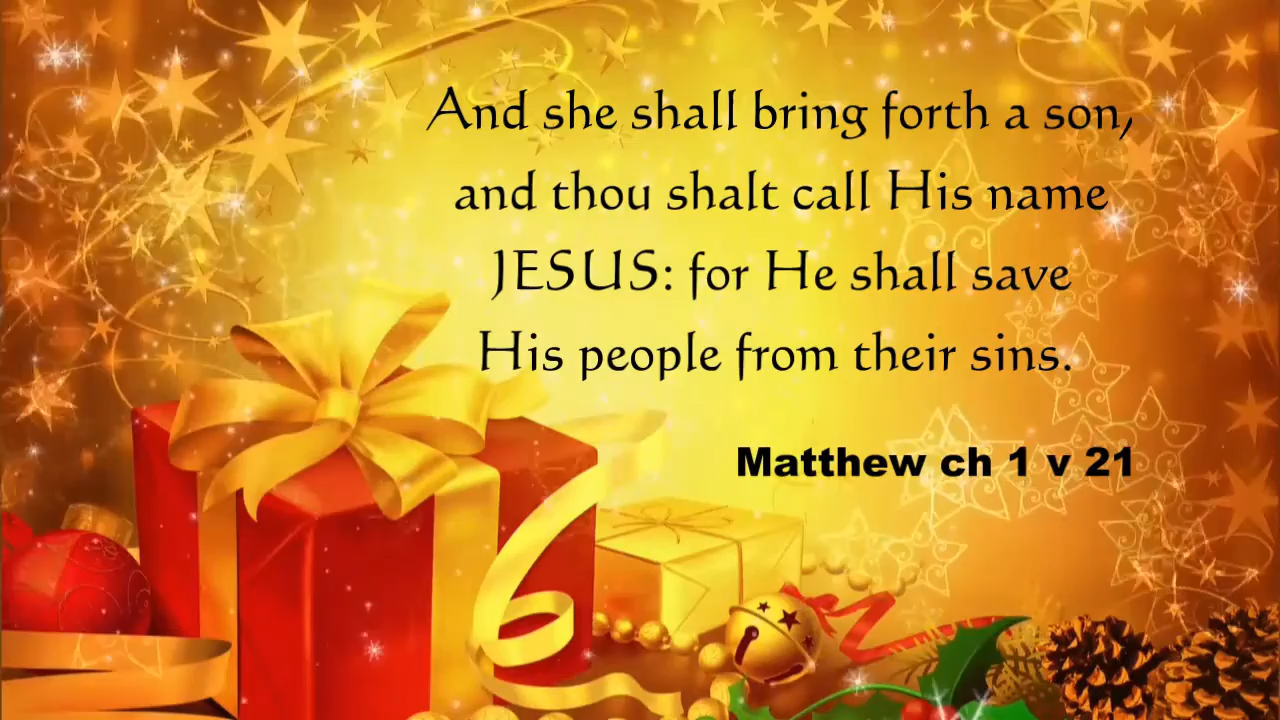 And she shall bring forth a son,
and thou shalt call His name
JESUS: for He shall save
His people from their sins.
Matthew ch 1 v 21